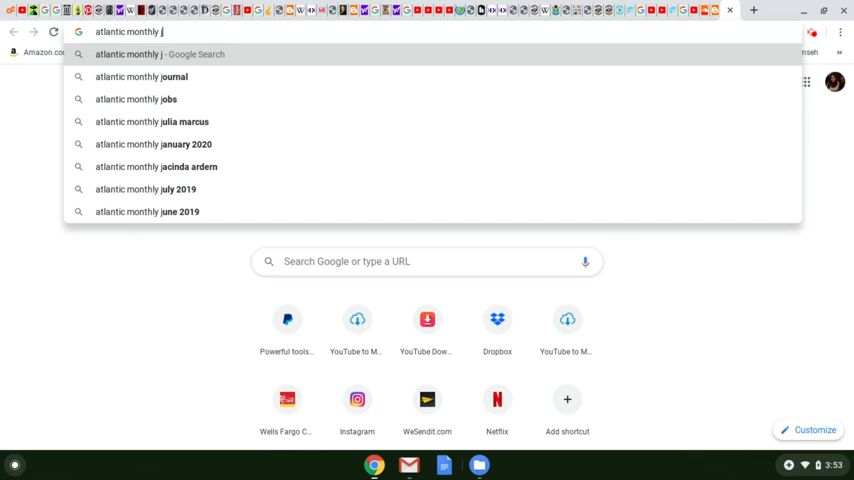 atlantic monthly j
Amazon.co
nseh
»
atlantic monthly j - Google Search
atlantic monthly journal
atlantic monthly jobs
atlantic monthly julia marcus
atlantic monthly january 2020
atlantic monthly jacinda ardern
atlantic monthly july 2019
atlantic monthly june 2019
Search Google or type a URL
Powerful tools... YouTube to M... YouTube Dow... Dropbox YouTube to M...
Wells Fargo C... Instagram WeSendit.com Netflix Add shortcut
Customize
3:53